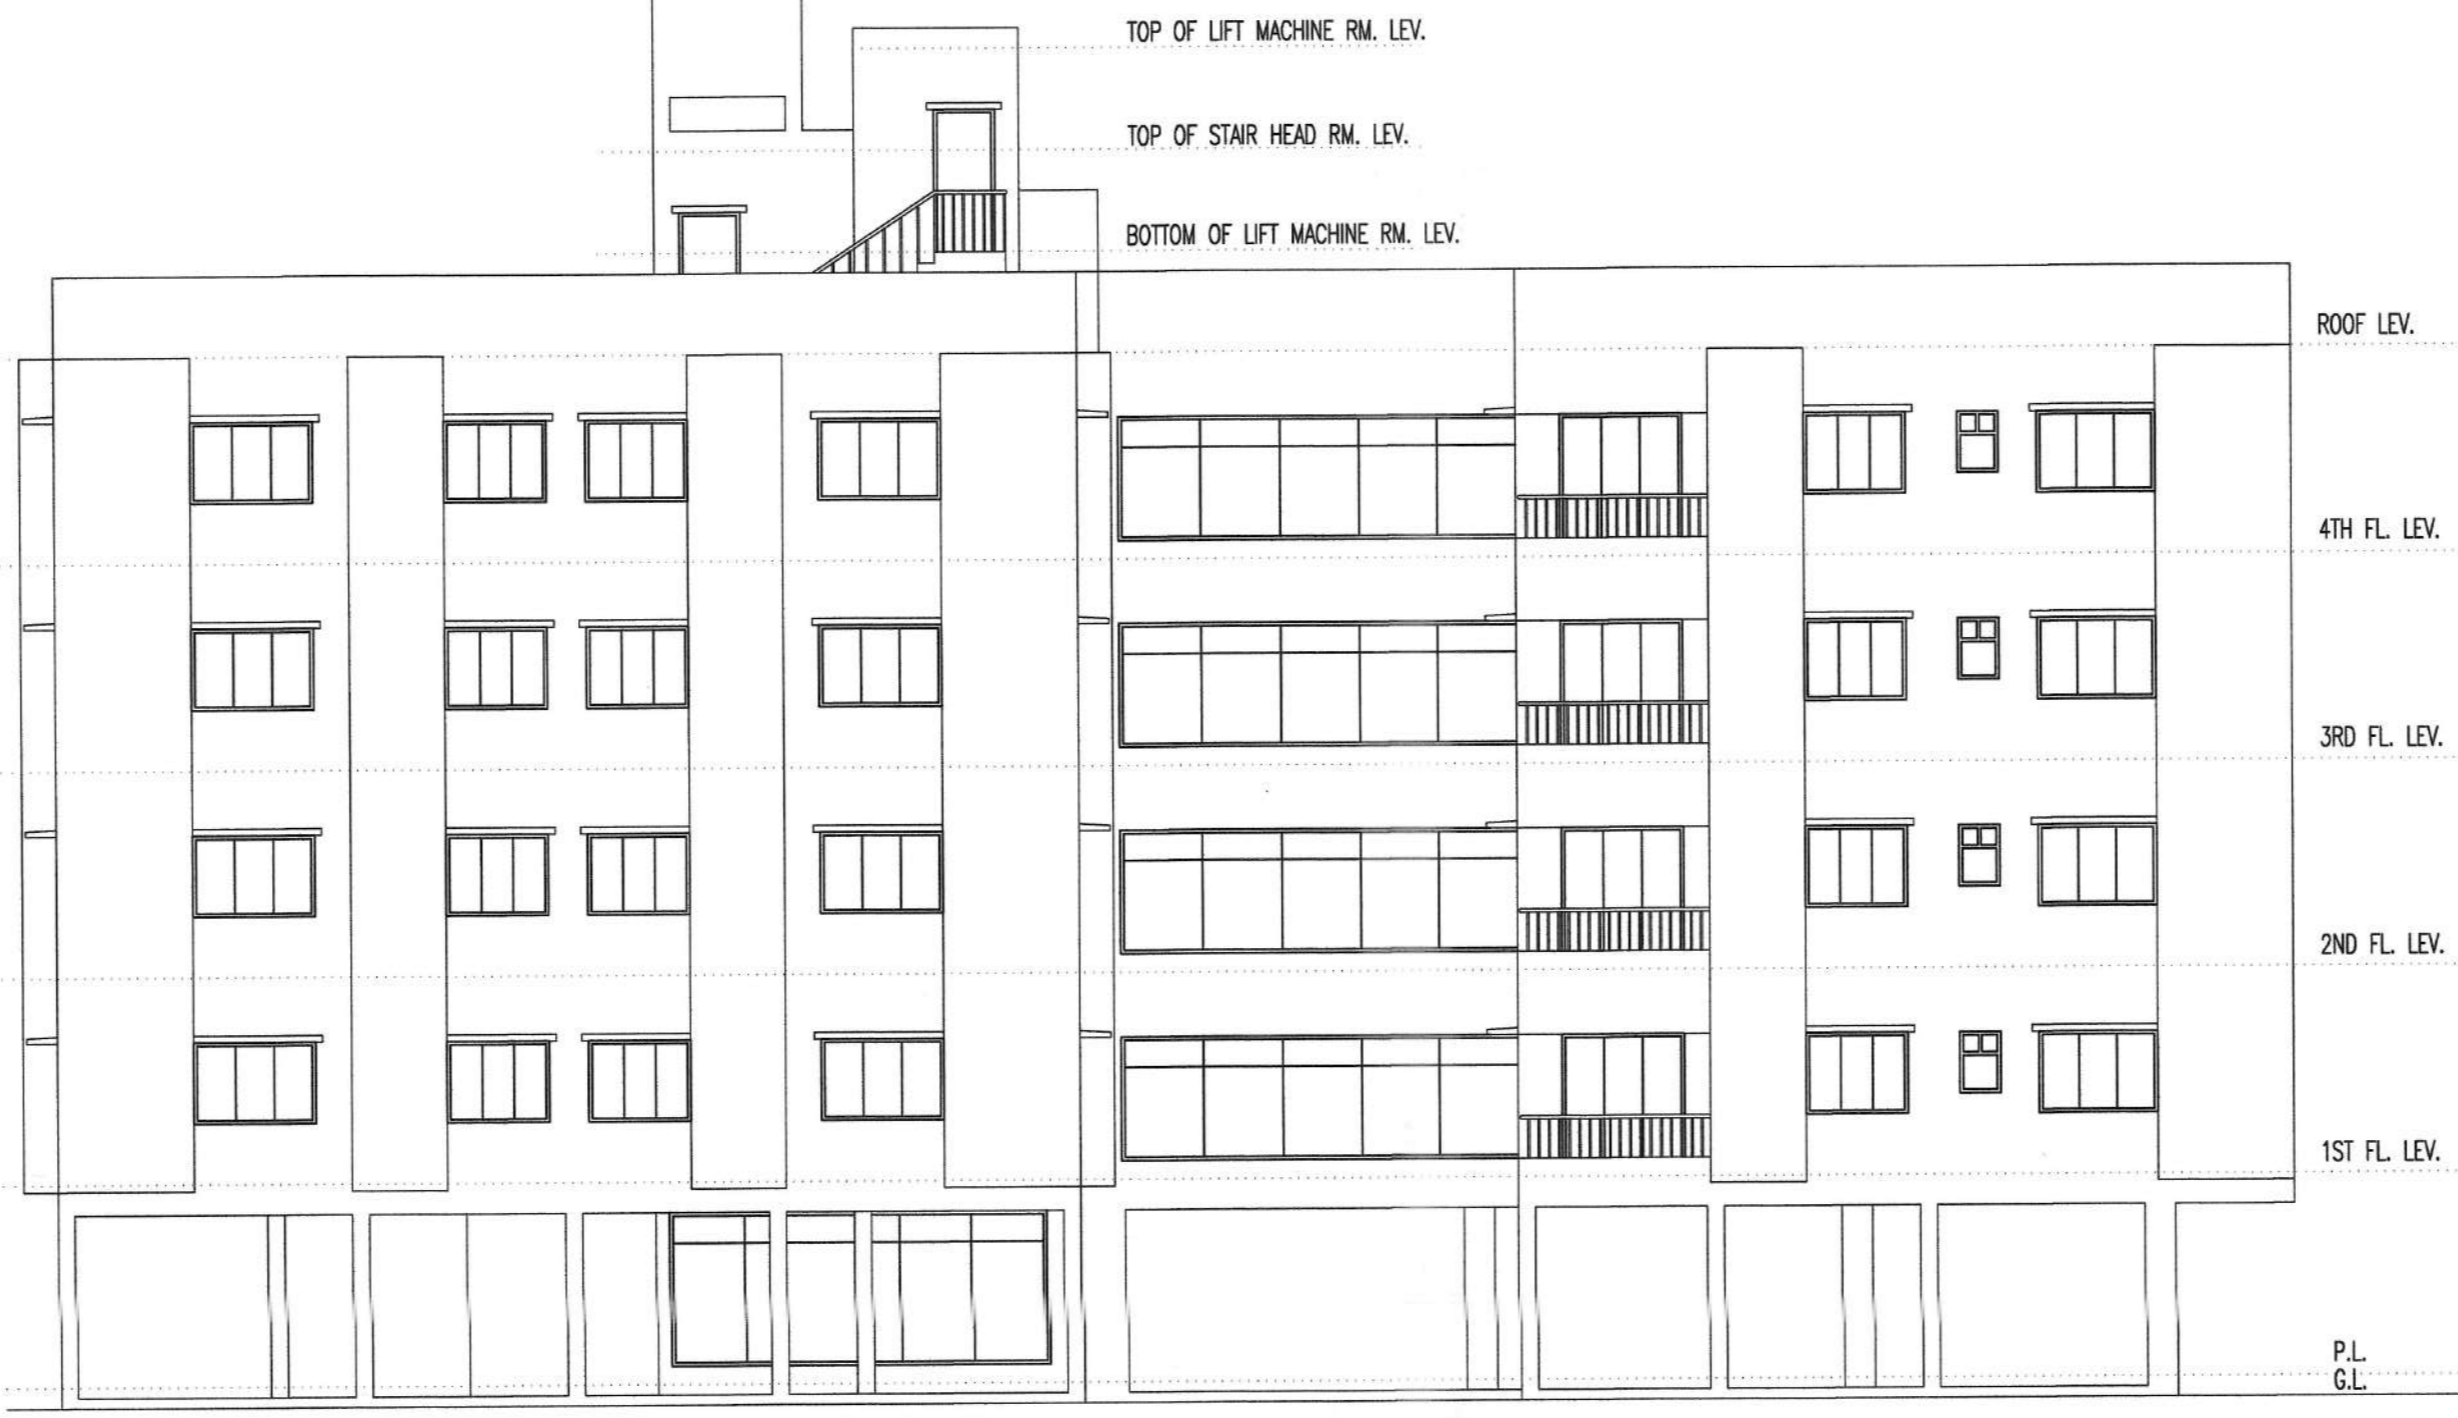 TOP OF LIFT MACHINE RM. LEV.
TOP OF STAIR HEAD RM. LEV.
BOTTOM OF LIFT MACHINE RM. LEV.
ROOF LEV.
4TH FL. LEV.
3RD FL. LEV.
2ND FL. LEV.
1ST FL. LEV.
P.L.
G.L.